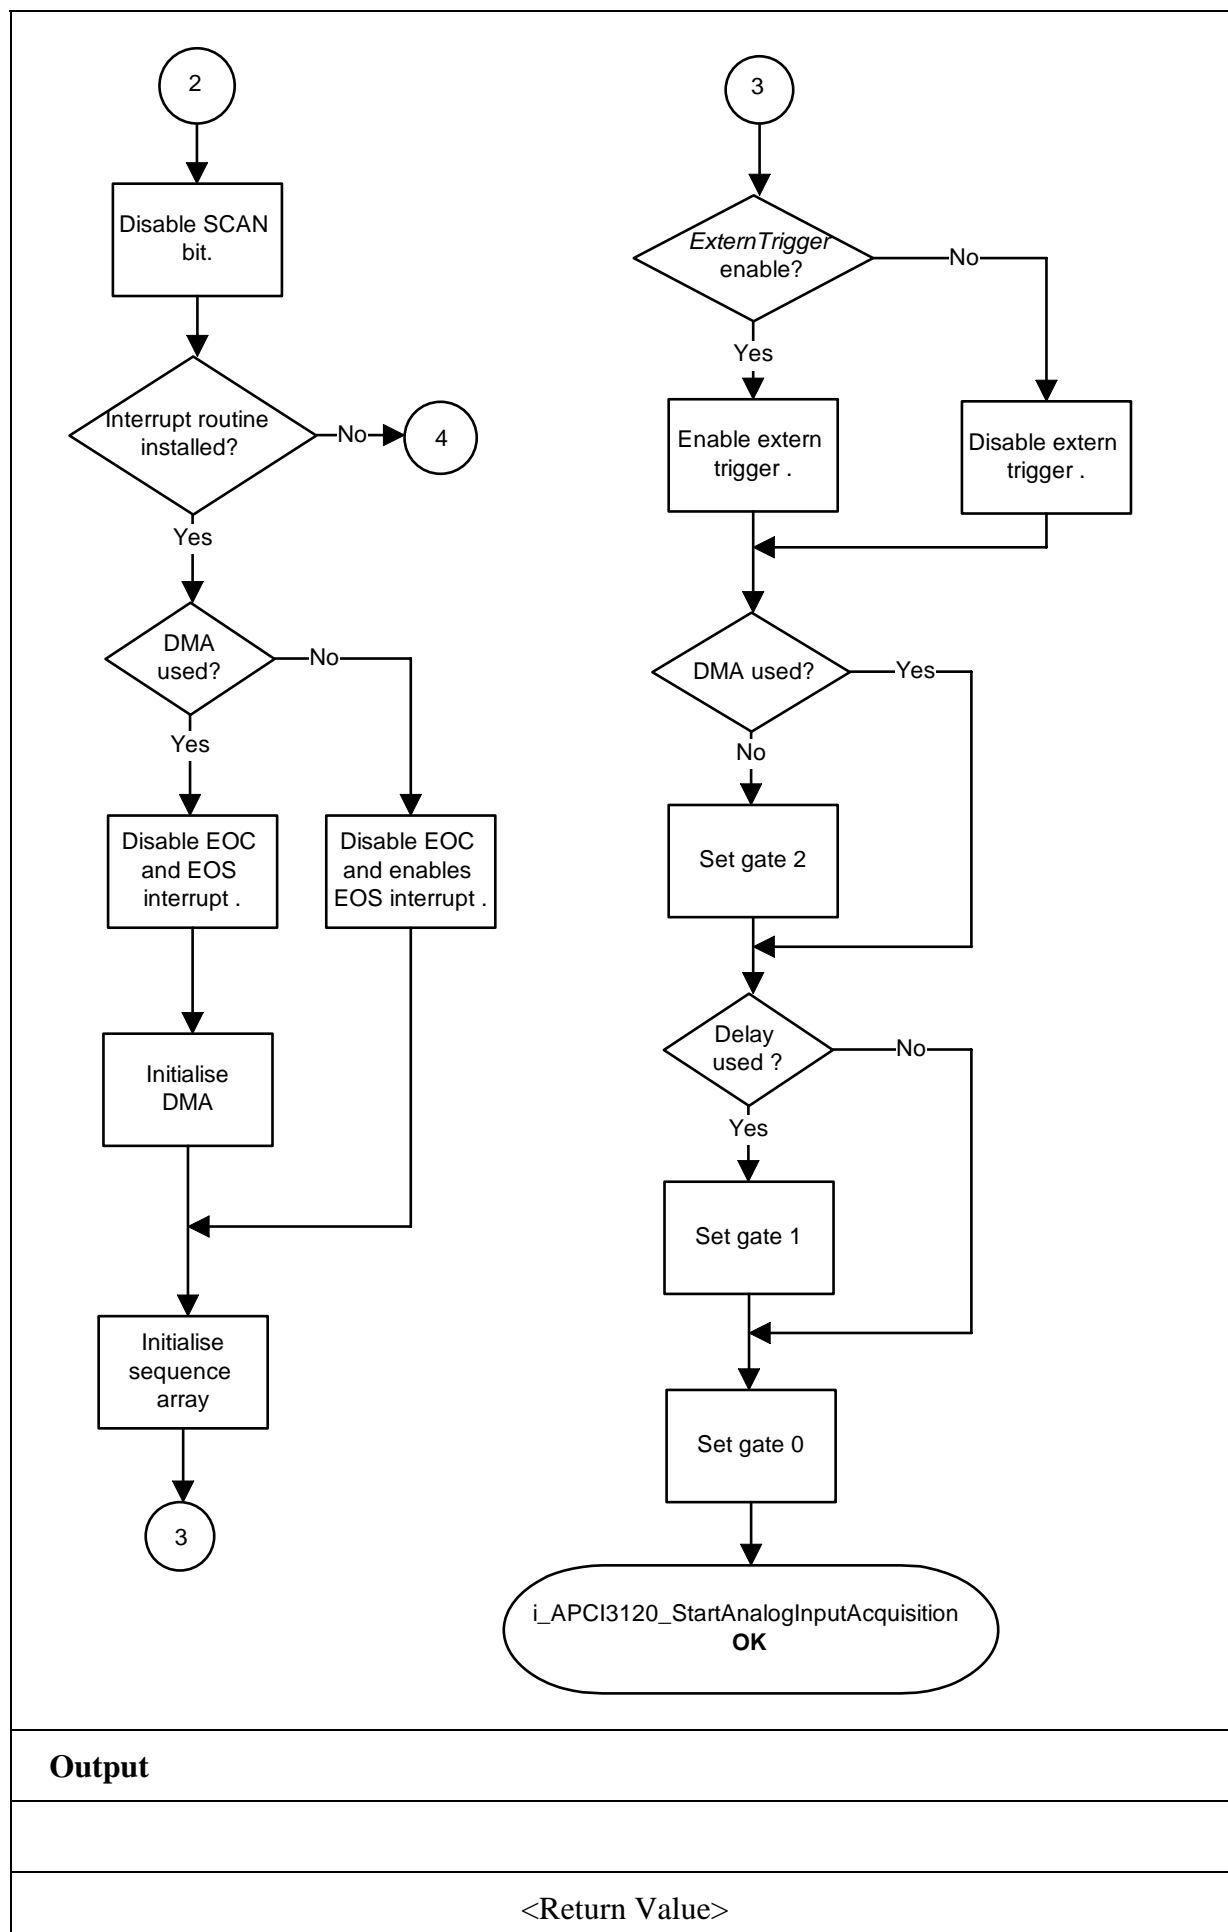 2
Disable SCAN
bit.
Interrupt routine
installed?
No
4
Yes
DMA
used?
No
Yes
Disable EOC
and EOS
interrupt .
Disable EOC
and enables
EOS interrupt .
Initialise
DMA
Initialise
sequence
array
3
3
ExternTrigger
enable?
No
Yes
Enable extern
trigger .
Disable extern
trigger .
DMA used?
Yes
No
Set gate 2
Delay
used ?
No
Yes
Set gate 1
Set gate 0
i_APCI3120_StartAnalogInputAcquisition
OK
Output
<Return Value>